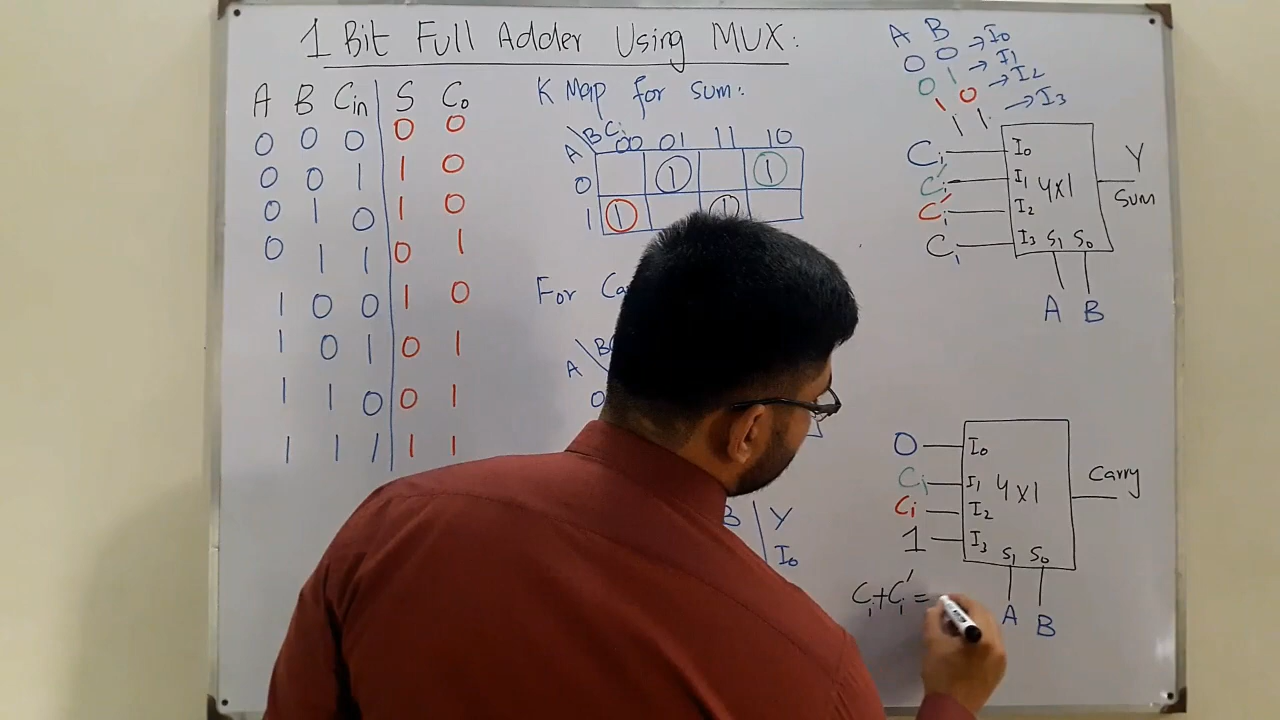 1 Bit Full Adder Using MUX:
A B Cin S Co
0 0 0 0 0
0 0 1 1 0
0 1 0 1 0
0 1 1 0 1
1 0 0 1 0
1 0 1 0 1
1 1 0 0 1
1 1 1 1 1
K Map for Sum:
A\BCi 00 01 11 10
0 1 1
1 1 1
For
A
0
B Y
I0
A B
0 0 → I0
0 1 → I1
1 0 → I2
1 1 → I3
Ci I0
Ci' I1
Ci' I2
Ci I3
4x1
S1 S0
Y
Sum
A B
0 I0
Ci I1
Ci I2
1 I3
4x1
S1 S0
Carry
A B
Ci+Ci'=